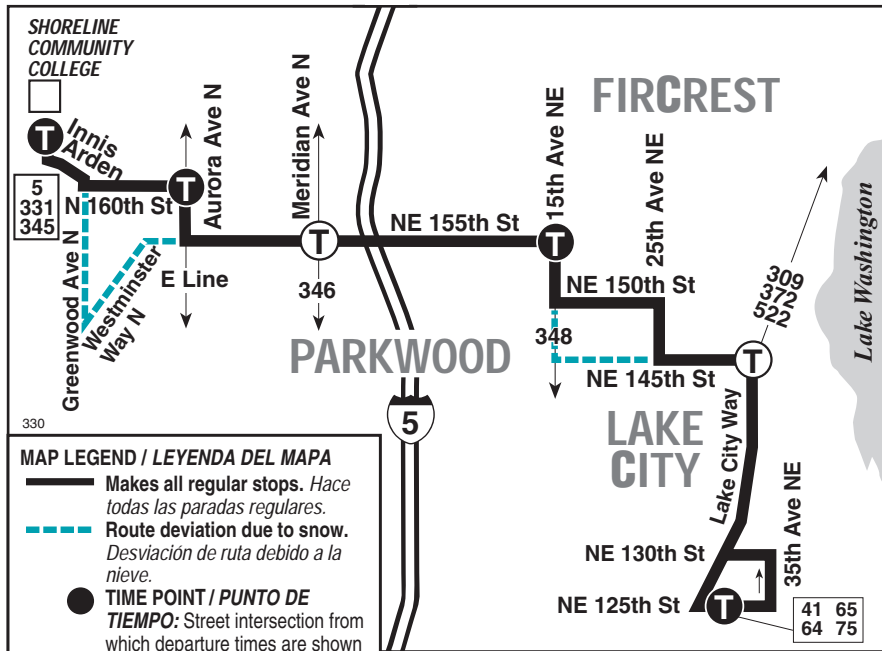 SHORELINE
COMMUNITY
COLLEGE
T
Innis
Arden
5
331
345
N 160th St
T
Aurora Ave N
Meridian Ave N
Greenwood Ave N
Westminster
Way N
E Line
T
346
NE 155th St
15th Ave NE
T
FIRCREST
25th Ave NE
NE 150th St
348
NE 145th St
T
309
372
522
Lake Washington
PARKWOOD
5
LAKE
CITY
Lake City Way
NE 130th St
35th Ave NE
NE 125th St
T
41 65
64 75
330
MAP LEGEND / LEYENDA DEL MAPA
Makes all regular stops. Hace
todas las paradas regulares.
Route deviation due to snow.
Desviación de ruta debido a la
nieve.
TIME POINT / PUNTO DE
TIEMPO: Street intersection from
which departure times are shown